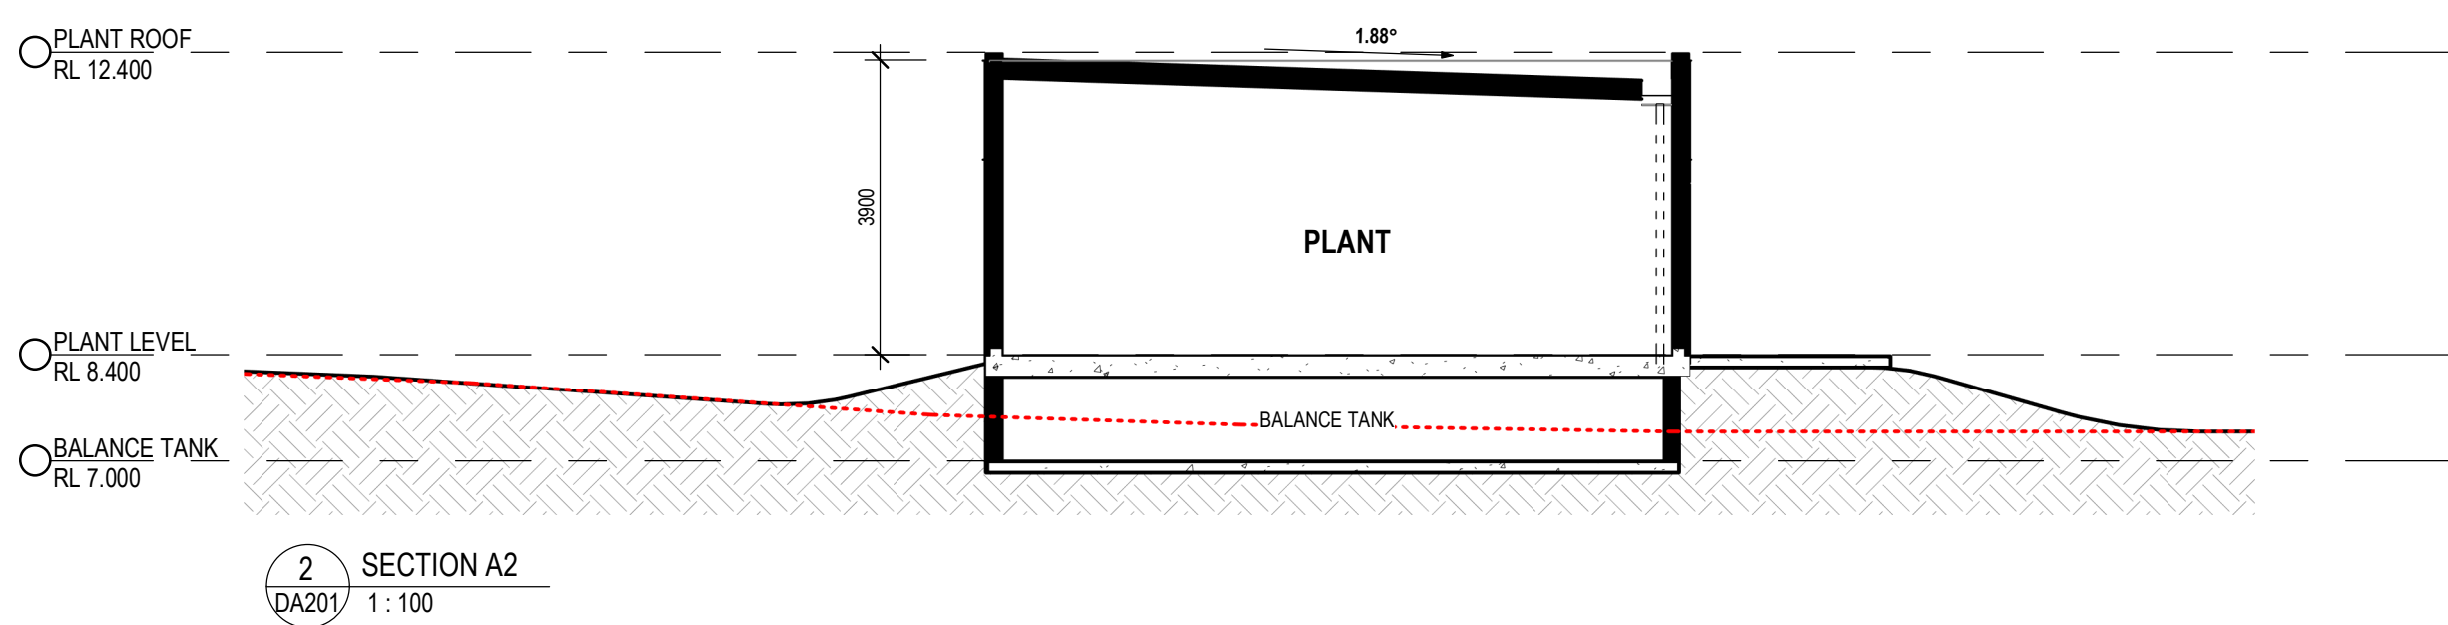 PLANT ROOF
RL 12.400
1.88°
3900
PLANT
PLANT LEVEL
RL 8.400
BALANCE TANK
BALANCE TANK
RL 7.000
2
SECTION A2
DA201
1 : 100